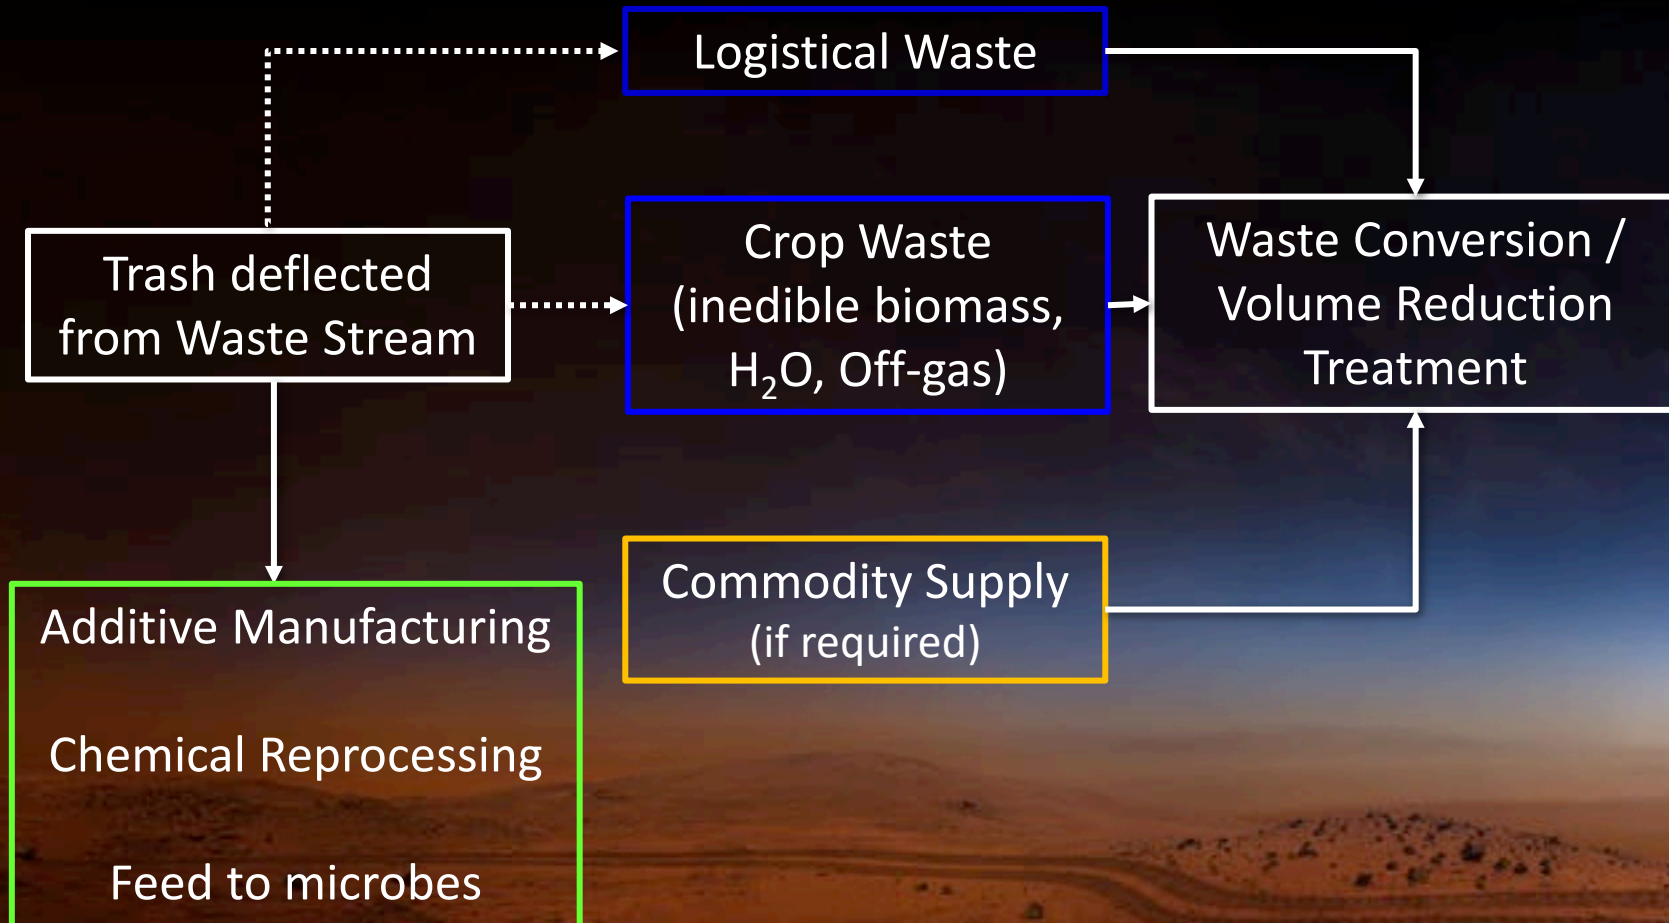 Logistical Waste
Trash deflected
from Waste Stream
Crop Waste
(inedible biomass,
H₂O, Off-gas)
Waste Conversion /
Volume Reduction
Treatment
Commodity Supply
(if required)
Additive Manufacturing
Chemical Reprocessing
Feed to microbes